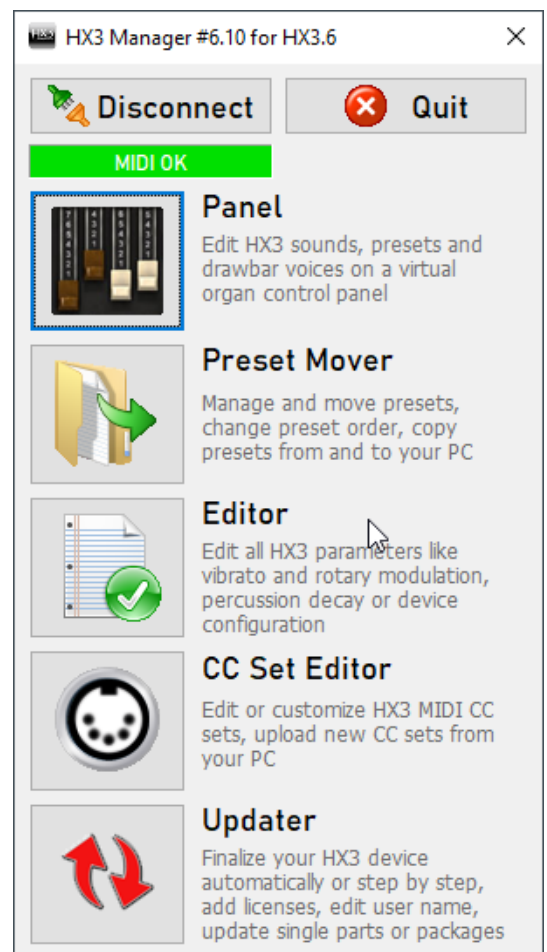 HX3 HX3 Manager #6.10 for HX3.6
Disconnect
Quit
MIDI OK
Panel
Edit HX3 sounds, presets and
drawbar voices on a virtual
organ control panel
Preset Mover
Manage and move presets,
change preset order, copy
presets from and to your PC
Editor
Edit all HX3 parameters like
vibrato and rotary modulation,
percussion decay or device
configuration
CC Set Editor
Edit or customize HX3 MIDI CC
sets, upload new CC sets from
your PC
Updater
Finalize your HX3 device
automatically or step by step,
add licenses, edit user name,
update single parts or packages